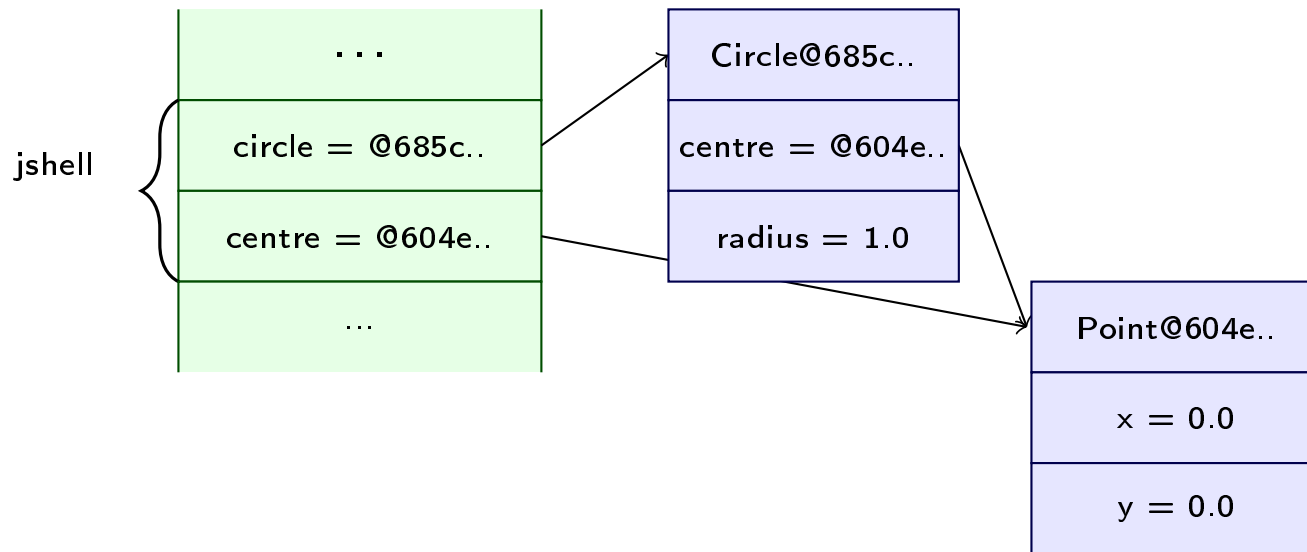 jshell
...
circle = @685c..
centre = @604e..
...
Circle@685c..
centre = @604e..
radius = 1.0
Point@604e..
x = 0.0
y = 0.0